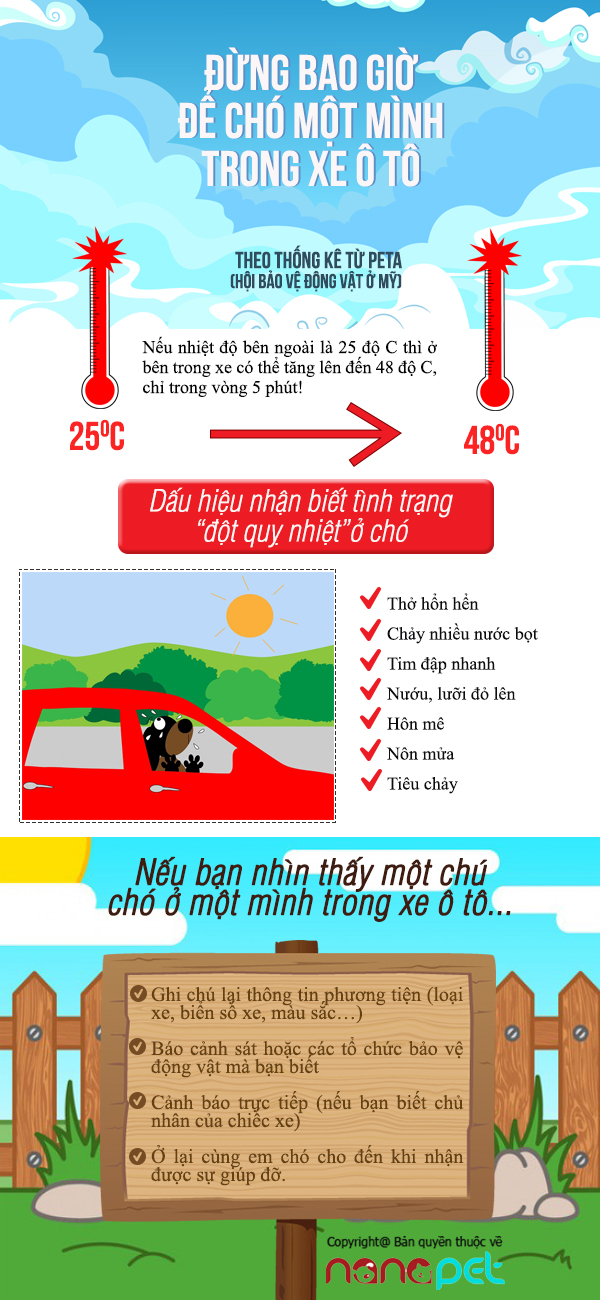 ĐỪNG BAO GIỜ
ĐỂ CHÓ MỘT MÌNH
TRONG XE Ô TÔ
THEO THỐNG KÊ TỪ PETA
(HỘI BẢO VỆ ĐỘNG VẬT Ở MỸ)
Nếu nhiệt độ bên ngoài là 25 độ C thì ở
bên trong xe có thể tăng lên đến 48 độ C,
chỉ trong vòng 5 phút!
25⁰C
48⁰C
Dấu hiệu nhận biết tình trạng
“đột quỵ nhiệt”ở chó
Thở hổn hển
Chảy nhiều nước bọt
Tim đập nhanh
Nướu, lưỡi đỏ lên
Hôn mê
Nôn mửa
Tiêu chảy
Nếu bạn nhìn thấy một chú
chó ở một mình trong xe ô tô...
Ghi chú lại thông tin phương tiện (loại
xe, biển số xe, màu sắc…)
Báo cảnh sát hoặc các tổ chức bảo vệ
động vật mà bạn biết
Cảnh báo trực tiếp (nếu bạn biết chủ
nhân của chiếc xe)
Ở lại cùng em chó cho đến khi nhận
được sự giúp đỡ.
Copyright@ Bản quyền thuộc về
nanapet